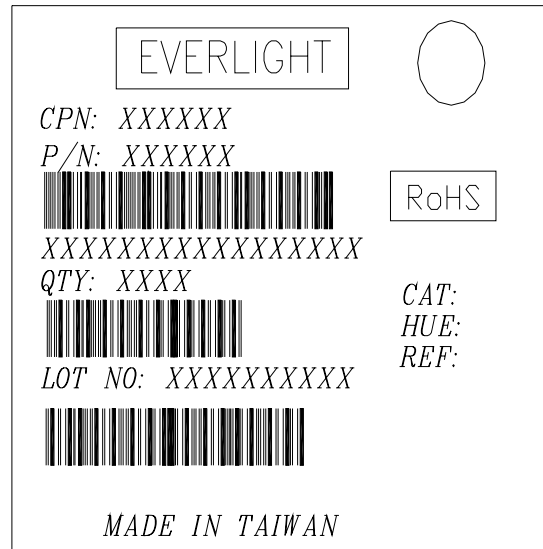 EVERLIGHT
CPN: XXXXXX
P/N: XXXXXX
RoHS
XXXXXXXXXXXXXXXXX
QTY: XXXX
CAT:
HUE:
REF:
LOT NO: XXXXXXXXXX
MADE IN TAIWAN